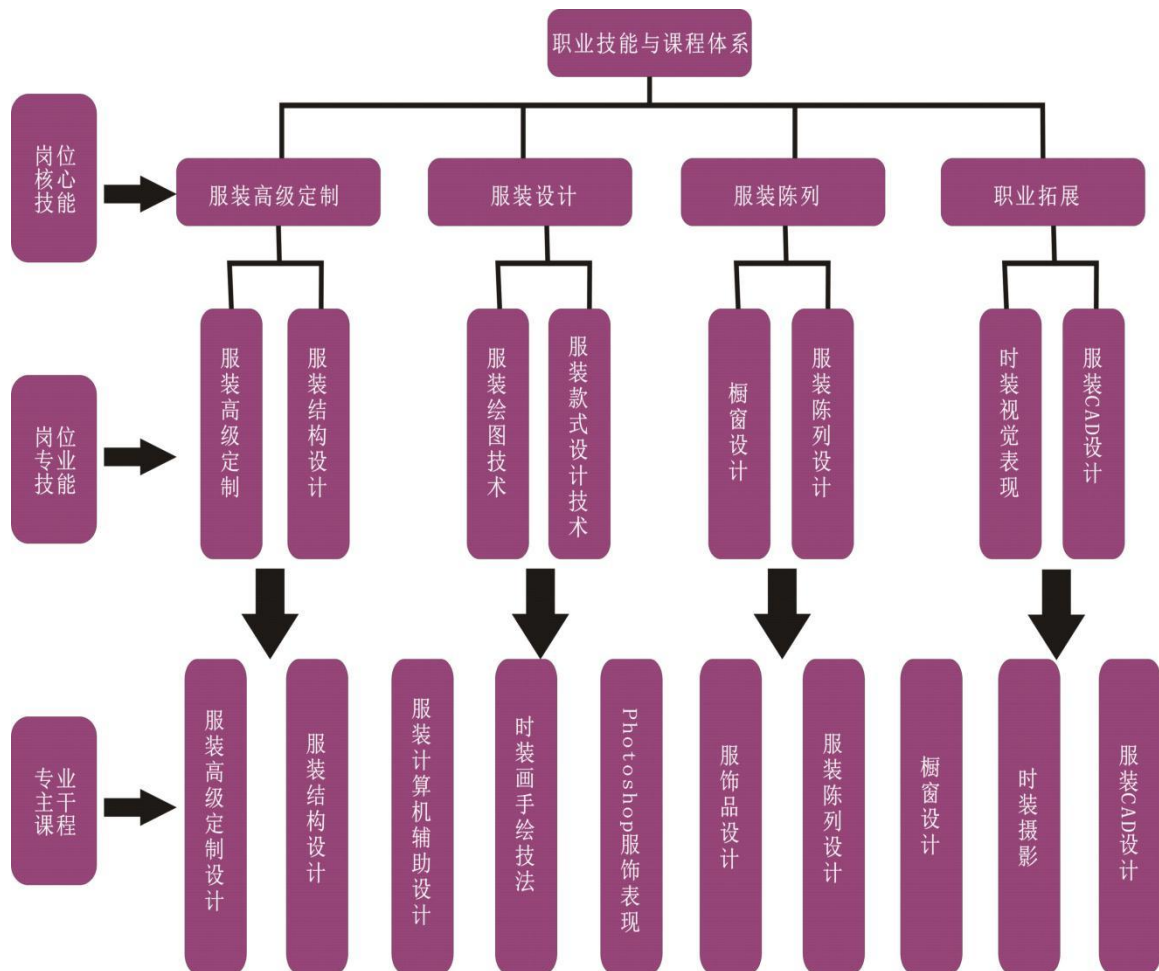 职业技能与课程体系
岗位
核心
技能
服装高级定制
服装设计
服装陈列
职业拓展
岗位
专业
技能
服装高级定制
服装结构设计
服装绘图技术
服装款式设计技术
橱窗设计
服装陈列设计
时装视觉表现
服装CAD设计
专业
主干
课程
服装高级定制设计
服装结构设计
服装计算机辅助设计
时装画手绘技法
Photoshop服饰表现
服饰品设计
服装陈列设计
橱窗设计
时装摄影
服装CAD设计